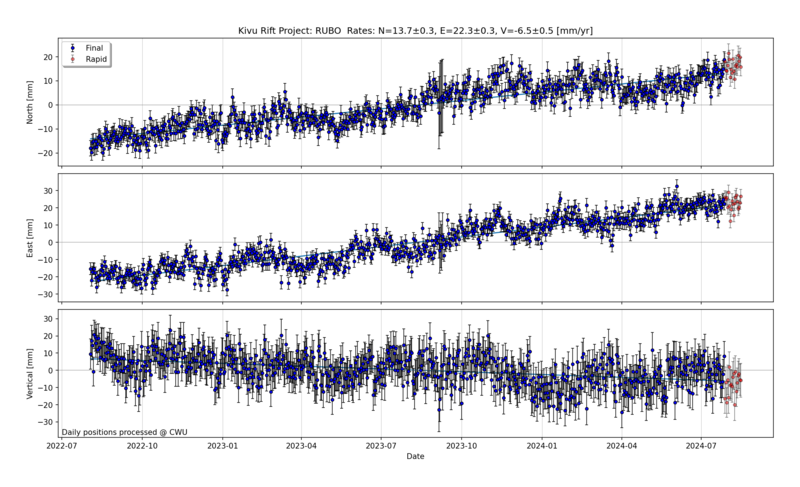 Kivu Rift Project: RUBO Rates: N=13.7±0.3, E=22.3±0.3, V=-6.5±0.5 [mm/yr]
Final
Rapid
North [mm]
20
10
0
−10
−20
East [mm]
30
20
10
0
−10
−20
−30
Vertical [mm]
30
20
10
0
−10
−20
−30
Daily positions processed @ CWU
2022-07 2022-10 2023-01 2023-04 2023-07 2023-10 2024-01 2024-04 2024-07
Date